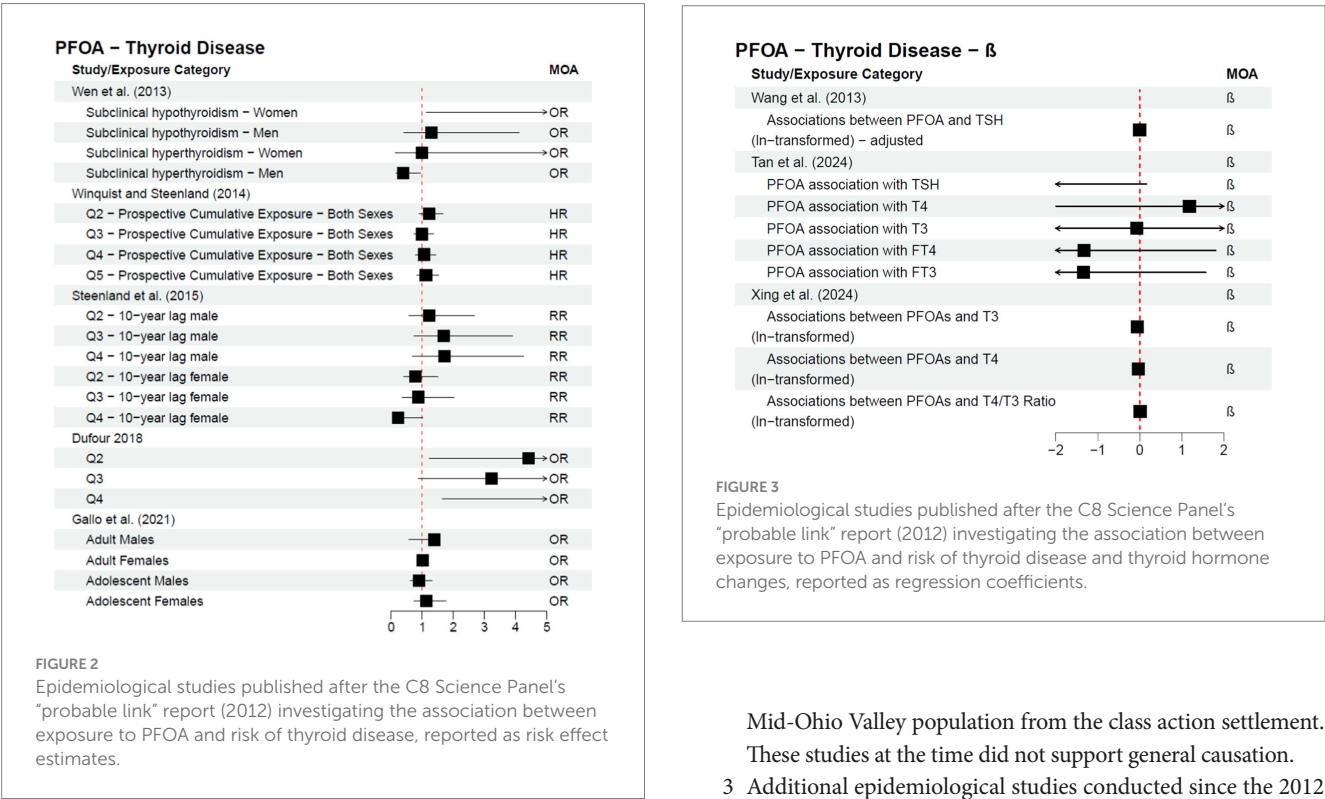 PFOA – Thyroid Disease
Study/Exposure Category MOA
Wen et al. (2013)
Subclinical hypothyroidism – Women OR
Subclinical hypothyroidism – Men OR
Subclinical hyperthyroidism – Women OR
Subclinical hyperthyroidism – Men OR
Winquist and Steenland (2014)
Q2 – Prospective Cumulative Exposure – Both Sexes HR
Q3 – Prospective Cumulative Exposure – Both Sexes HR
Q4 – Prospective Cumulative Exposure – Both Sexes HR
Q5 – Prospective Cumulative Exposure – Both Sexes HR
Steenland et al. (2015)
Q2 – 10–year lag male RR
Q3 – 10–year lag male RR
Q4 – 10–year lag male RR
Q2 – 10–year lag female RR
Q3 – 10–year lag female RR
Q4 – 10–year lag female RR
Dufour 2018
Q2 OR
Q3 OR
Q4 OR
Gallo et al. (2021)
Adult Males OR
Adult Females OR
Adolescent Males OR
Adolescent Females OR
0 1 2 3 4 5
FIGURE 2
Epidemiological studies published after the C8 Science Panel's
"probable link" report (2012) investigating the association between
exposure to PFOA and risk of thyroid disease, reported as risk effect
estimates.
PFOA – Thyroid Disease – ß
Study/Exposure Category MOA
Wang et al. (2013) ß
Associations between PFOA and TSH
(ln–transformed) – adjusted ß
Tan et al. (2024) ß
PFOA association with TSH ß
PFOA association with T4 ß
PFOA association with T3 ß
PFOA association with FT4 ß
PFOA association with FT3 ß
Xing et al. (2024) ß
Associations between PFOAs and T3
(ln–transformed) ß
Associations between PFOAs and T4
(ln–transformed) ß
Associations between PFOAs and T4/T3 Ratio
(ln–transformed) ß
−2 −1 0 1 2
FIGURE 3
Epidemiological studies published after the C8 Science Panel's
"probable link" report (2012) investigating the association between
exposure to PFOA and risk of thyroid disease and thyroid hormone
changes, reported as regression coefficients.
Mid-Ohio Valley population from the class action settlement.
These studies at the time did not support general causation.
3 Additional epidemiological studies conducted since the 2012